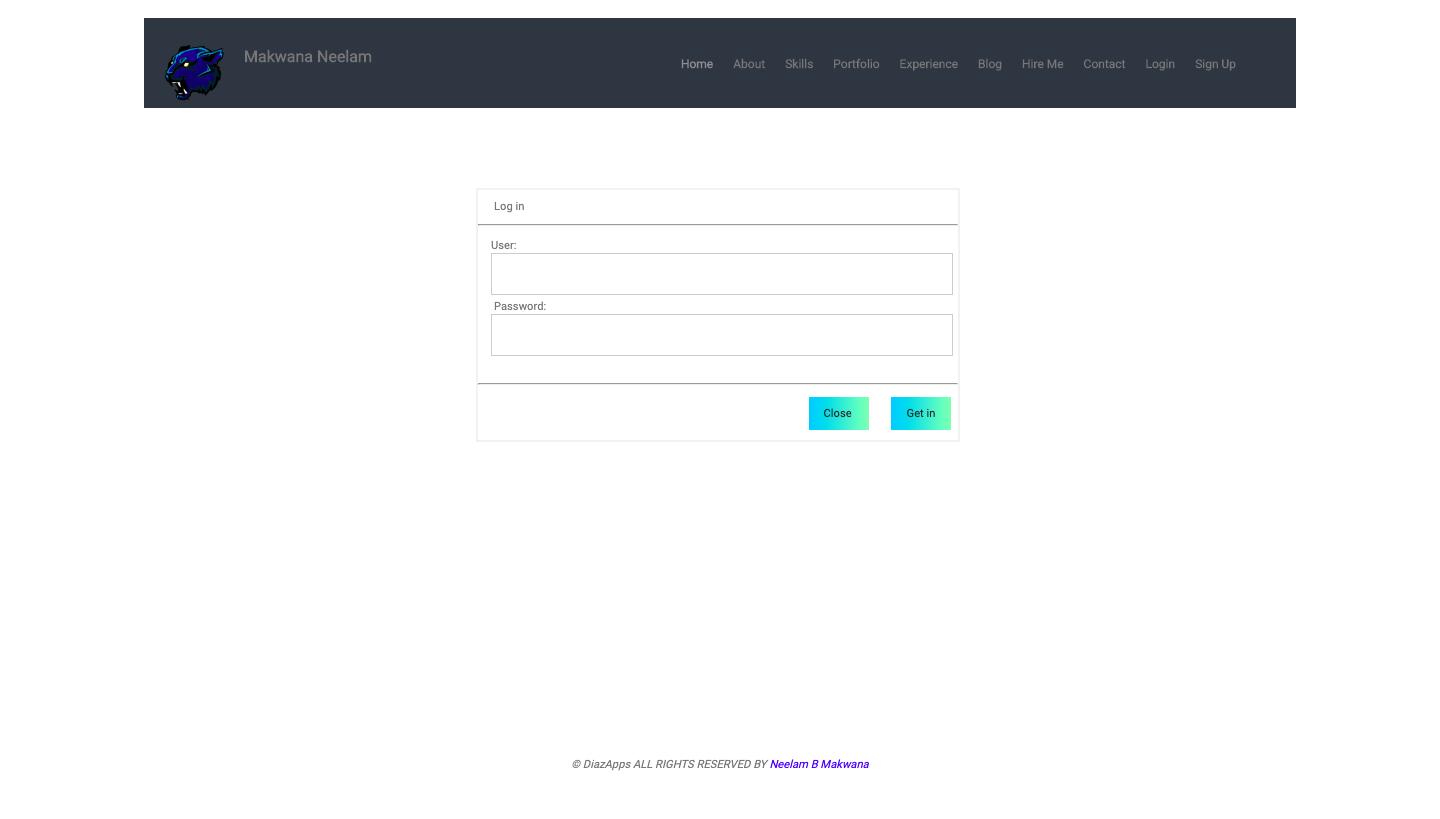 Makwana Neelam
Home About Skills Portfolio Experience Blog Hire Me Contact Login Sign Up
Log in
User:
Password:
Close Get in
© DiazApps ALL RIGHTS RESERVED BY Neelam B Makwana